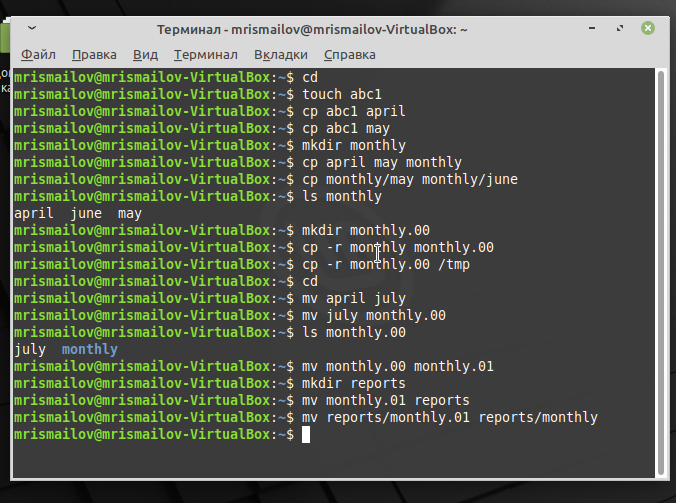 Терминал - mrismailov@mrismailov-VirtualBox: ~
Файл Правка Вид Терминал Вкладки Справка
mrismailov@mrismailov-VirtualBox:~$ cd
mrismailov@mrismailov-VirtualBox:~$ touch abc1
mrismailov@mrismailov-VirtualBox:~$ cp abc1 april
mrismailov@mrismailov-VirtualBox:~$ cp abc1 may
mrismailov@mrismailov-VirtualBox:~$ mkdir monthly
mrismailov@mrismailov-VirtualBox:~$ cp april may monthly
mrismailov@mrismailov-VirtualBox:~$ cp monthly/may monthly/june
mrismailov@mrismailov-VirtualBox:~$ ls monthly
april june may
mrismailov@mrismailov-VirtualBox:~$ mkdir monthly.00
mrismailov@mrismailov-VirtualBox:~$ cp -r monthly monthly.00
mrismailov@mrismailov-VirtualBox:~$ cp -r monthly.00 /tmp
mrismailov@mrismailov-VirtualBox:~$ cd
mrismailov@mrismailov-VirtualBox:~$ mv april july
mrismailov@mrismailov-VirtualBox:~$ mv july monthly.00
mrismailov@mrismailov-VirtualBox:~$ ls monthly.00
july monthly
mrismailov@mrismailov-VirtualBox:~$ mv monthly.00 monthly.01
mrismailov@mrismailov-VirtualBox:~$ mkdir reports
mrismailov@mrismailov-VirtualBox:~$ mv monthly.01 reports
mrismailov@mrismailov-VirtualBox:~$ mv reports/monthly.01 reports/monthly
mrismailov@mrismailov-VirtualBox:~$